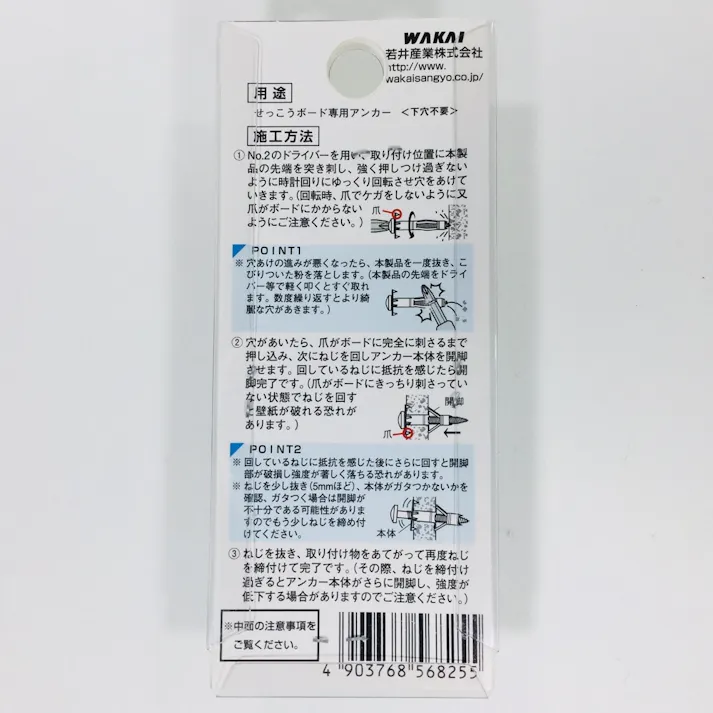 WAKAI
若井産業株式会社
http://www.
wakaisangyo.co.jp/
用途
せっこうボード専用アンカー ＜下穴不要＞
施工方法
① No.2のドライバーを用い、取り付け位置に本製
品の先端を突き刺し、強く押しつけ過ぎない
ように時計回りにゆっくり回転させ穴をあけて
いきます。（回転時、爪でケガをしないように又
爪がボードにかからない
ようにご注意ください。）
爪
POINT1
※ 穴あけの進みが悪くなったら、本製品を一度抜き、こ
びりついた粉を落とします。（本製品の先端をドライ
バー等で軽く叩くとすぐ取れ
ます。数度繰り返すとより綺
麗な穴があきます。）
② 穴があいたら、爪がボードに完全に刺さるまで
押し込み、次にねじを回しアンカー本体を開脚
させます。回しているねじに抵抗を感じたら開
脚完了です。（爪がボードにきっちり刺さってい
ない状態でねじを回す
と壁紙が破れる恐れが
あります。）
開脚
爪
POINT2
※ 回しているねじに抵抗を感じた後にさらに回すと開脚
部が破損し強度が著しく落ちる恐れがあります。
※ ねじを少し抜き（5mmほど）、本体がガタつかないかを
確認、ガタつく場合は開脚が
不十分である可能性がありま
すのでもう少しねじを締め付
けてください。
本体
③ ねじを抜き、取り付け物をあてがって再度ねじ
を締付けて完了です。（その際、ねじを締付け
過ぎるとアンカー本体がさらに開脚し、強度が
低下する場合がありますのでご注意ください。）
※中面の注意事項を
ご覧ください。
4 903768 568255